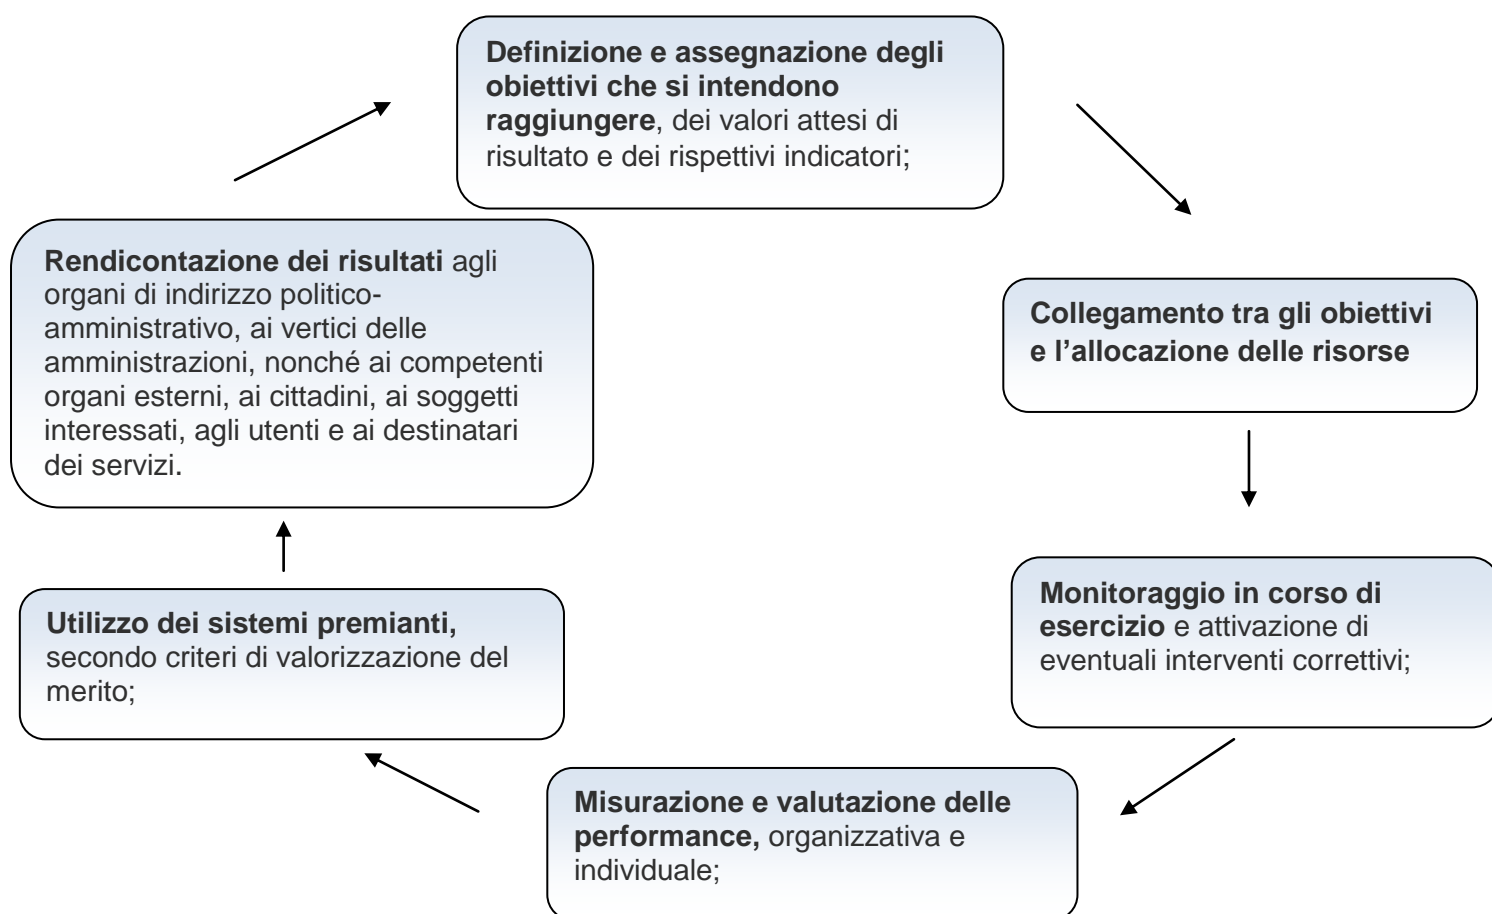 Definizione e assegnazione degli
obiettivi che si intendono
raggiungere, dei valori attesi di
risultato e dei rispettivi indicatori;
Collegamento tra gli obiettivi
e l’allocazione delle risorse
Monitoraggio in corso di
esercizio e attivazione di
eventuali interventi correttivi;
Misurazione e valutazione delle
performance, organizzativa e
individuale;
Utilizzo dei sistemi premianti,
secondo criteri di valorizzazione del
merito;
Rendicontazione dei risultati agli
organi di indirizzo politico-
amministrativo, ai vertici delle
amministrazioni, nonché ai competenti
organi esterni, ai cittadini, ai soggetti
interessati, agli utenti e ai destinatari
dei servizi.